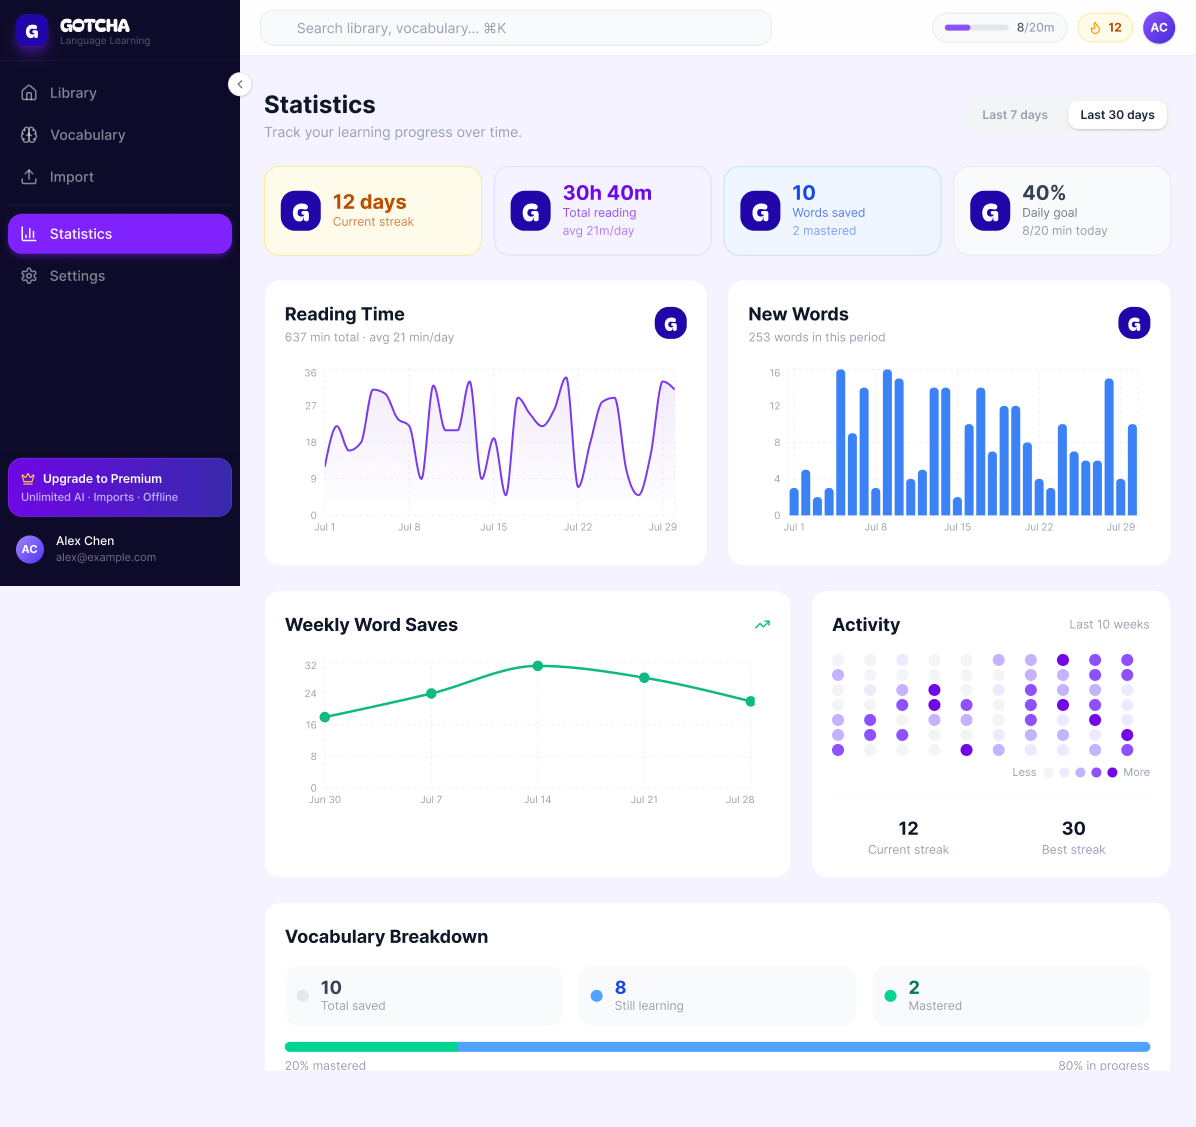 G GOTCHA
Language Learning
Library
Vocabulary
Import
Statistics
Settings
Upgrade to Premium
Unlimited AI · Imports · Offline
AC Alex Chen
alex@example.com
Search library, vocabulary... ⌘K
8/20m
12
AC
Statistics
Track your learning progress over time.
Last 7 days
Last 30 days
G
12 days
Current streak
G
30h 40m
Total reading
avg 21m/day
G
10
Words saved
2 mastered
G
40%
Daily goal
8/20 min today
Reading Time
637 min total · avg 21 min/day
G
36
27
18
9
0
Jul 1 Jul 8 Jul 15 Jul 22 Jul 29
New Words
253 words in this period
G
16
12
8
4
0
Jul 1 Jul 8 Jul 15 Jul 22 Jul 29
Weekly Word Saves
32
24
16
8
0
Jun 30 Jul 7 Jul 14 Jul 21 Jul 28
Activity
Last 10 weeks
Less More
12
Current streak
30
Best streak
Vocabulary Breakdown
10
Total saved
8
Still learning
2
Mastered
20% mastered
80% in progress